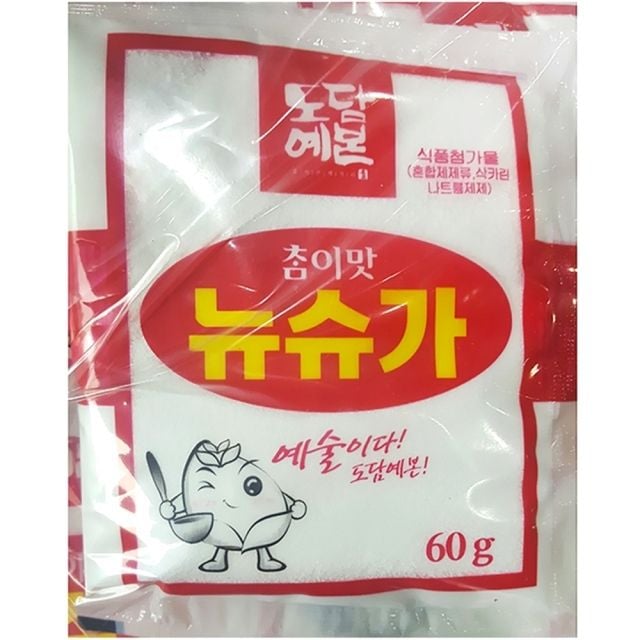 도담
예본
식품첨가물
(혼합제제류,삭카린
나트륨제제)
참이맛
뉴슈가
예술이다!
도담예본!
60g